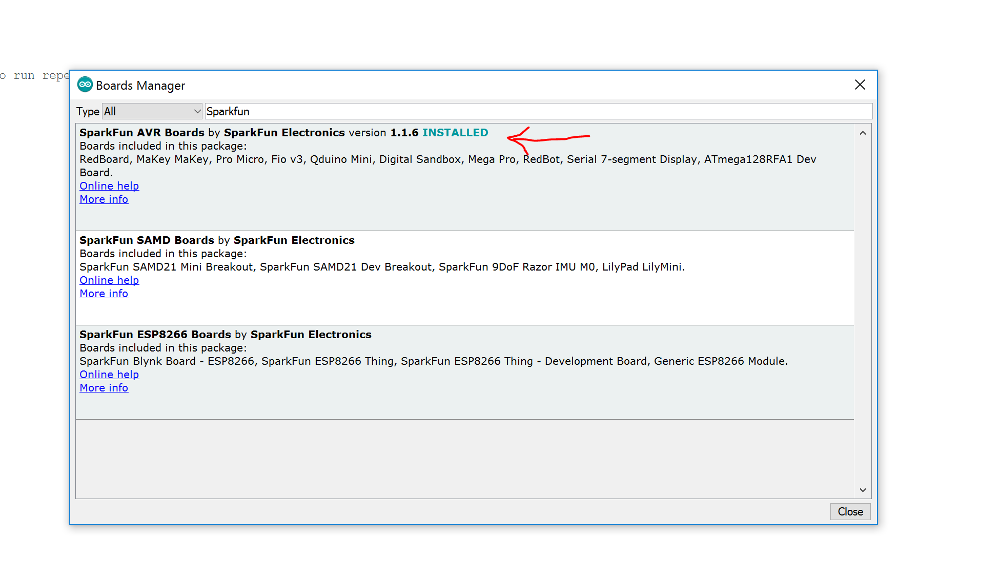 o run repe
Boards Manager
Type All Sparkfun
SparkFun AVR Boards by SparkFun Electronics version 1.1.6 INSTALLED
Boards included in this package:
RedBoard, MaKey MaKey, Pro Micro, Fio v3, Qduino Mini, Digital Sandbox, Mega Pro, RedBot, Serial 7-segment Display, ATmega128RFA1 Dev
Board.
Online help
More info
SparkFun SAMD Boards by SparkFun Electronics
Boards included in this package:
SparkFun SAMD21 Mini Breakout, SparkFun SAMD21 Dev Breakout, SparkFun 9DoF Razor IMU M0, LilyPad LilyMini.
Online help
More info
SparkFun ESP8266 Boards by SparkFun Electronics
Boards included in this package:
SparkFun Blynk Board - ESP8266, SparkFun ESP8266 Thing, SparkFun ESP8266 Thing - Development Board, Generic ESP8266 Module.
Online help
More info
Close